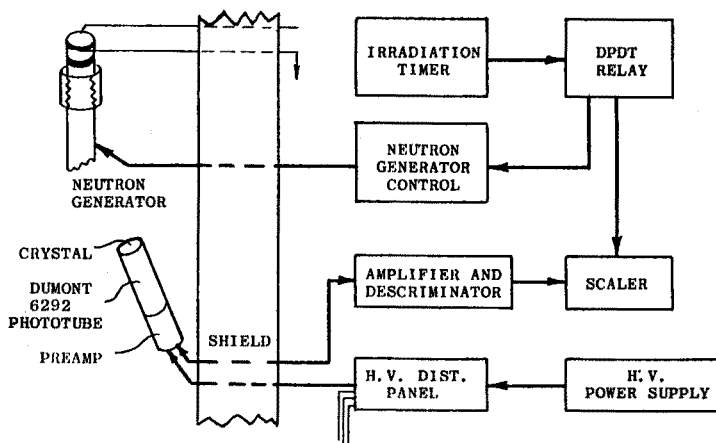 IRRADIATION
TIMER
DPDT
RELAY
NEUTRON
GENERATOR
NEUTRON
GENERATOR
CONTROL
CRYSTAL
DUMONT
6292
PHOTOTUBE
PREAMP
SHIELD
AMPLIFIER AND
DESCRIMINATOR
SCALER
H.V. DIST.
PANEL
H.V.
POWER SUPPLY